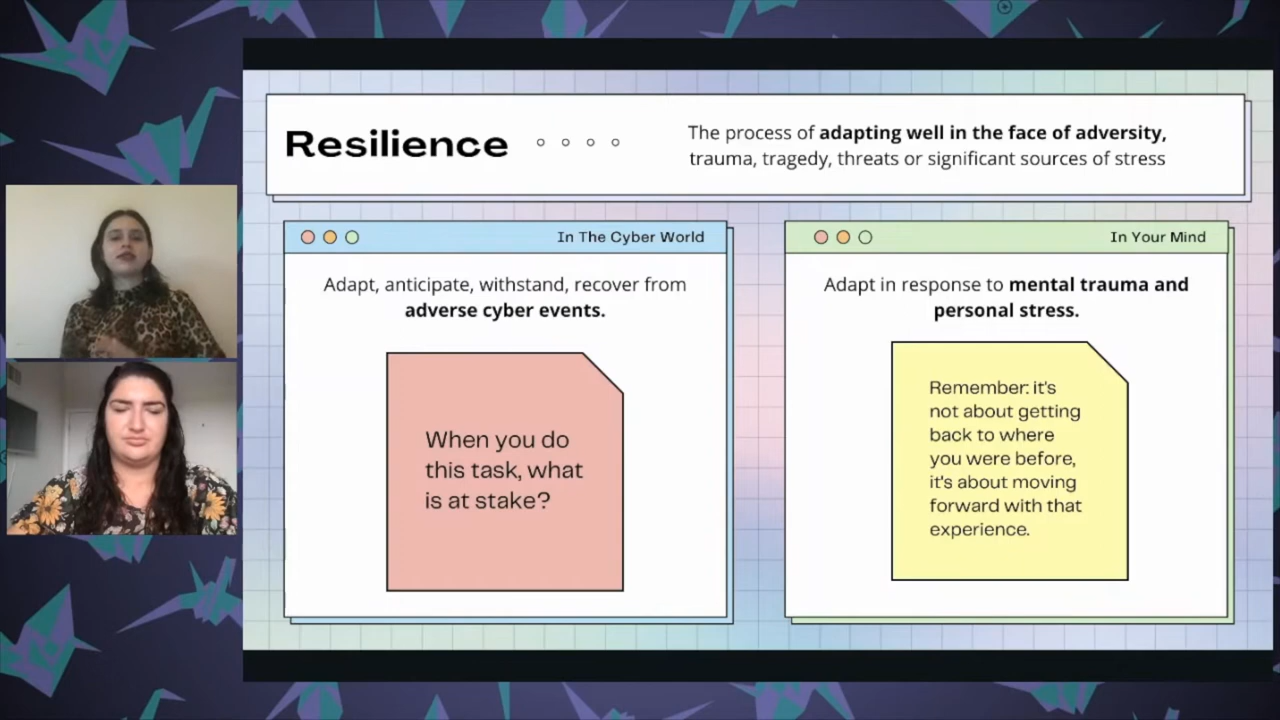 Resilience
The process of adapting well in the face of adversity,
trauma, tragedy, threats or significant sources of stress
In The Cyber World
Adapt, anticipate, withstand, recover from
adverse cyber events.
When you do
this task, what
is at stake?
In Your Mind
Adapt in response to mental trauma and
personal stress.
Remember: it's
not about getting
back to where
you were before,
it's about moving
forward with that
experience.